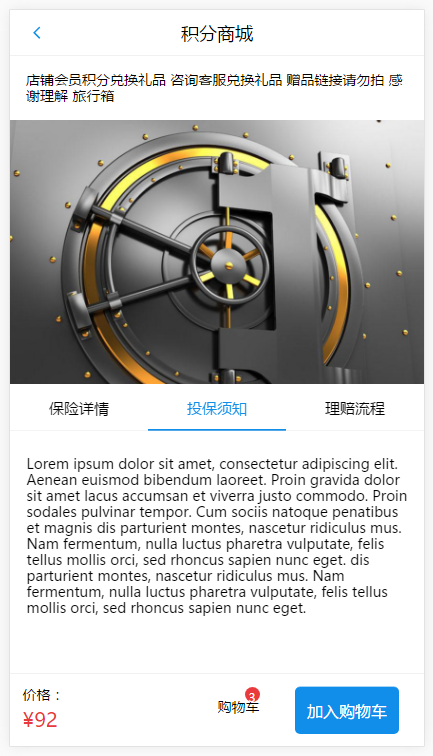 积分商城
店铺会员积分兑换礼品 咨询客服兑换礼品 赠品链接请勿拍 感
谢理解 旅行箱
保险详情 投保须知 理赔流程
Lorem ipsum dolor sit amet, consectetur adipiscing elit.
Aenean euismod bibendum laoreet. Proin gravida dolor
sit amet lacus accumsan et viverra justo commodo. Proin
sodales pulvinar tempor. Cum sociis natoque penatibus
et magnis dis parturient montes, nascetur ridiculus mus.
Nam fermentum, nulla luctus pharetra vulputate, felis
tellus mollis orci, sed rhoncus sapien nunc eget. dis
parturient montes, nascetur ridiculus mus. Nam
fermentum, nulla luctus pharetra vulputate, felis tellus
mollis orci, sed rhoncus sapien nunc eget.
价格：
¥92
购物车 3
加入购物车